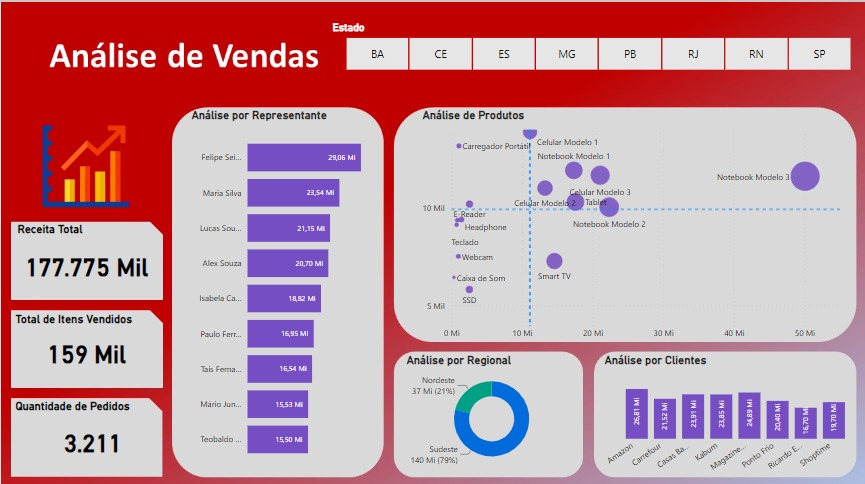 Estado
Análise de Vendas
BA
CE
ES
MG
PB
RJ
RN
SP
Receita Total
177.775 Mil
Total de Itens Vendidos
159 Mil
Quantidade de Pedidos
3.211
Análise por Representante
Felipe Sei... 29,06 Mi
Maria Silva 23,54 Mi
Lucas Sou... 21,15 Mi
Alex Souza 20,70 Mi
Isabela Ca... 18,82 Mi
Paulo Ferr... 16,95 Mi
Tais Ferna... 16,54 Mi
Mário Jun... 15,53 Mi
Teobaldo ... 15,50 Mi
Análise de Produtos
Carregador Portátil
Celular Modelo 1
Notebook Modelo 1
Notebook Modelo 3
Celular Modelo 3
Celular Modelo 2
Tablet
10 Mil
E-Reader
Headphone
Notebook Modelo 2
Teclado
Webcam
Caixa de Som
Smart TV
SSD
5 Mil
0 Mi
10 Mi
20 Mi
30 Mi
40 Mi
50 Mi
Análise por Regional
Nordeste
37 Mi (21%)
Sudeste
140 Mi (79%)
Análise por Clientes
26,81 Mi
21,52 Mi
23,91 Mi
23,85 Mi
24,89 Mi
20,40 Mi
16,70 Mi
19,70 Mi
Amazon
Carrefour
Casas Ba...
Kabum
Magazine...
Ponto Frio
Ricardo E...
Shoptime